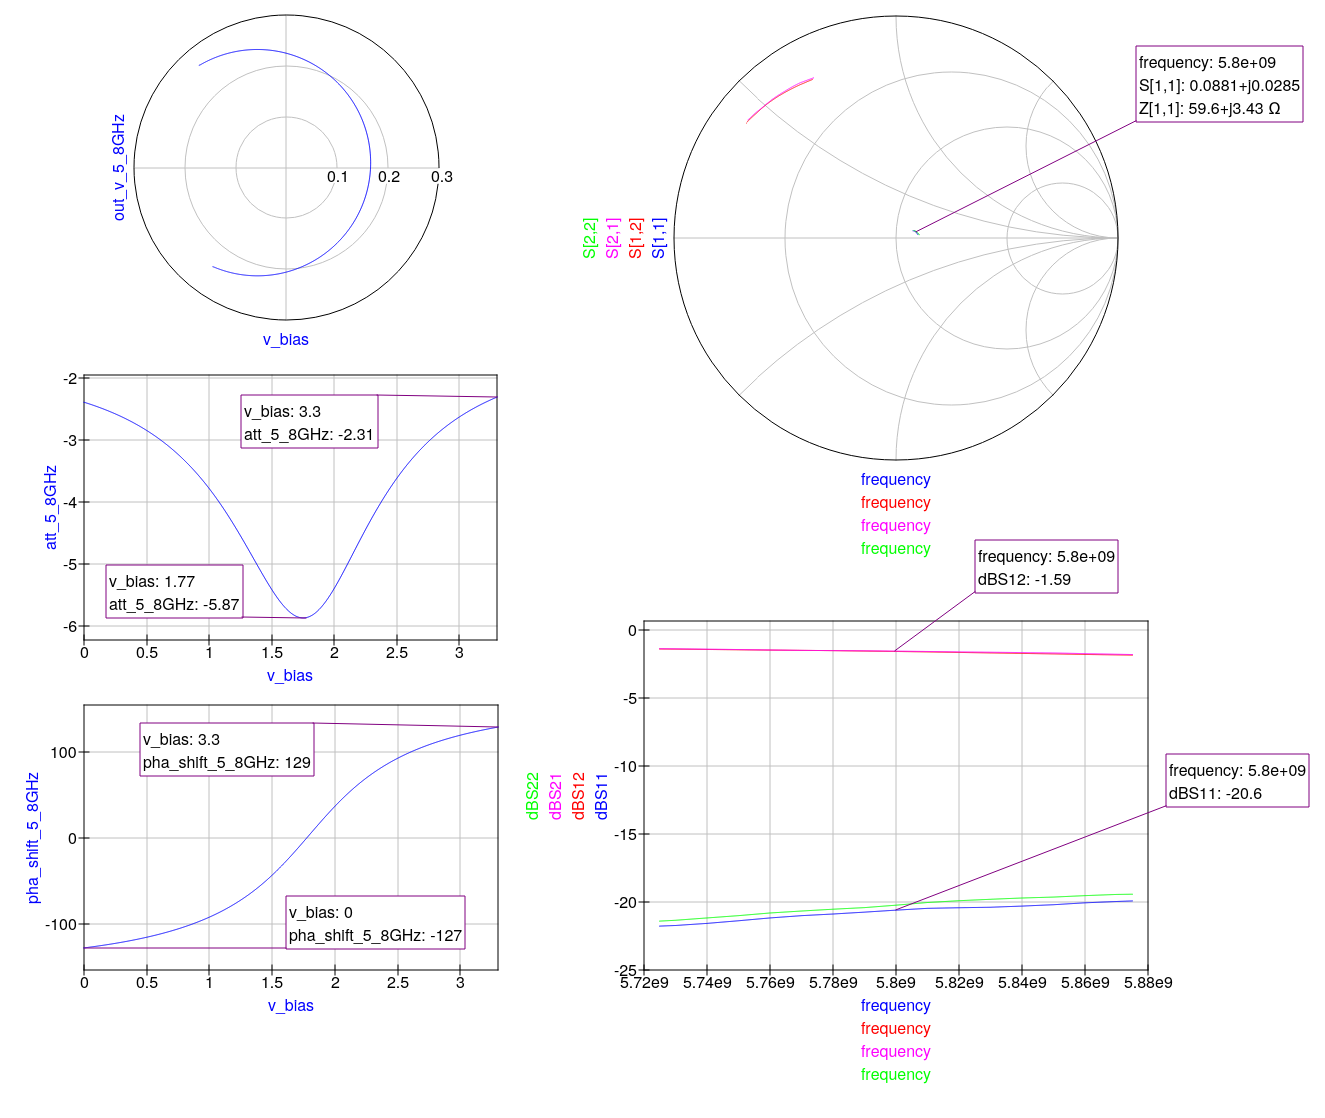 out_v_5_8GHz
0.1
0.2
0.3
v_bias
att_5_8GHz
-2
-3
-4
-5
-6
v_bias: 3.3
att_5_8GHz: -2.31
v_bias: 1.77
att_5_8GHz: -5.87
0
0.5
1
1.5
2
2.5
3
v_bias
pha_shift_5_8GHz
100
0
-100
v_bias: 3.3
pha_shift_5_8GHz: 129
v_bias: 0
pha_shift_5_8GHz: -127
0
0.5
1
1.5
2
2.5
3
v_bias
S[2,2]
S[2,1]
S[1,2]
S[1,1]
frequency: 5.8e+09
S[1,1]: 0.0881+j0.0285
Z[1,1]: 59.6+j3.43 Ω
frequency
frequency
frequency
frequency
dBS22
dBS21
dBS12
dBS11
frequency: 5.8e+09
dBS12: -1.59
0
-5
-10
-15
-20
-25
frequency: 5.8e+09
dBS11: -20.6
5.72e9
5.74e9
5.76e9
5.78e9
5.8e9
5.82e9
5.84e9
5.86e9
5.88e9
frequency
frequency
frequency
frequency